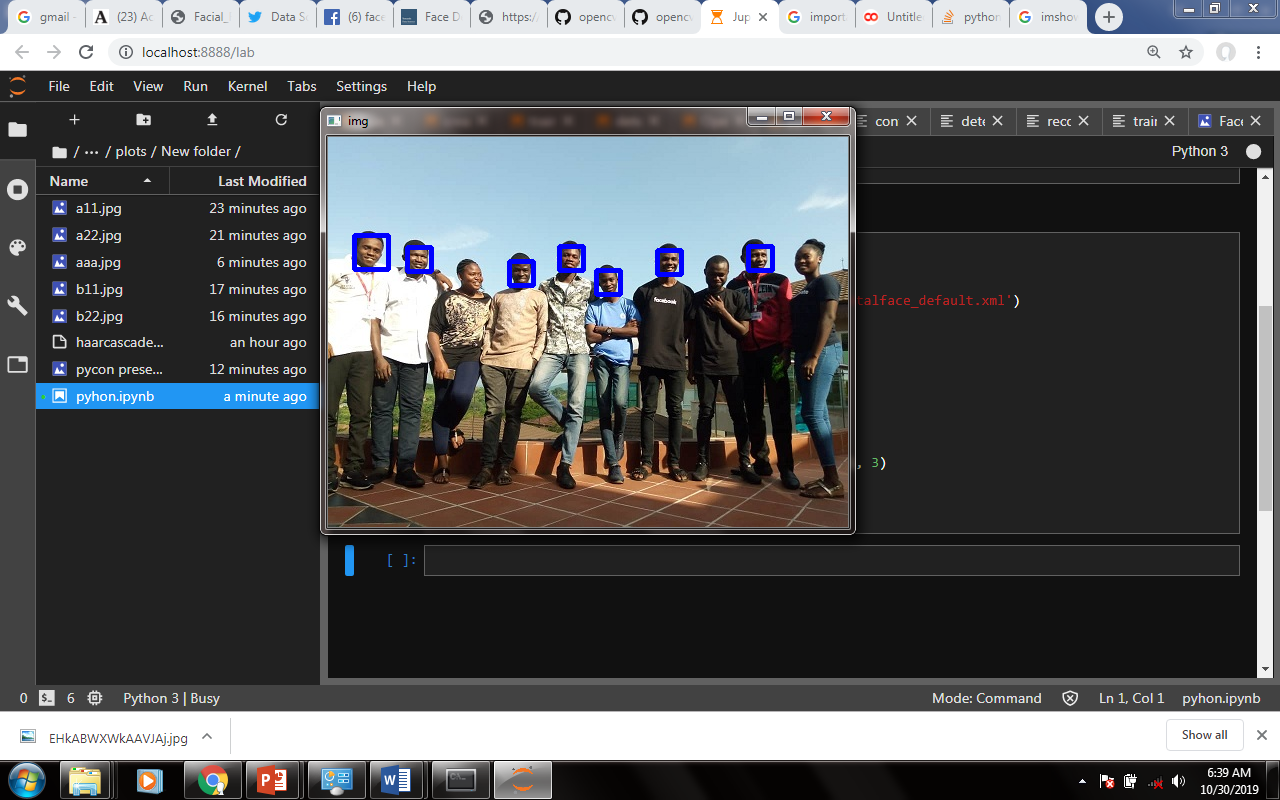 gmail -
(23) Ac
Facial_
Data S
(6) face
Face D
https:/
opencv
opencv
Jup
import
Untitle
python
imshow
localhost:8888/lab
File Edit View Run Kernel Tabs Settings Help
img
con
dete
reco
train
Face
/ ··· / plots / New folder /
Python 3
Name Last Modified
a11.jpg 23 minutes ago
a22.jpg 21 minutes ago
aaa.jpg 6 minutes ago
b11.jpg 17 minutes ago
b22.jpg 16 minutes ago
haarcascade... an hour ago
pycon prese... 12 minutes ago
pyhon.ipynb a minute ago
facebook
talface_default.xml')
, 3)
[ ]:
0 $_ 6 Python 3 | Busy
Mode: Command Ln 1, Col 1 pyhon.ipynb
EHkABWXWkAAVJAj.jpg
Show all
6:39 AM
10/30/2019